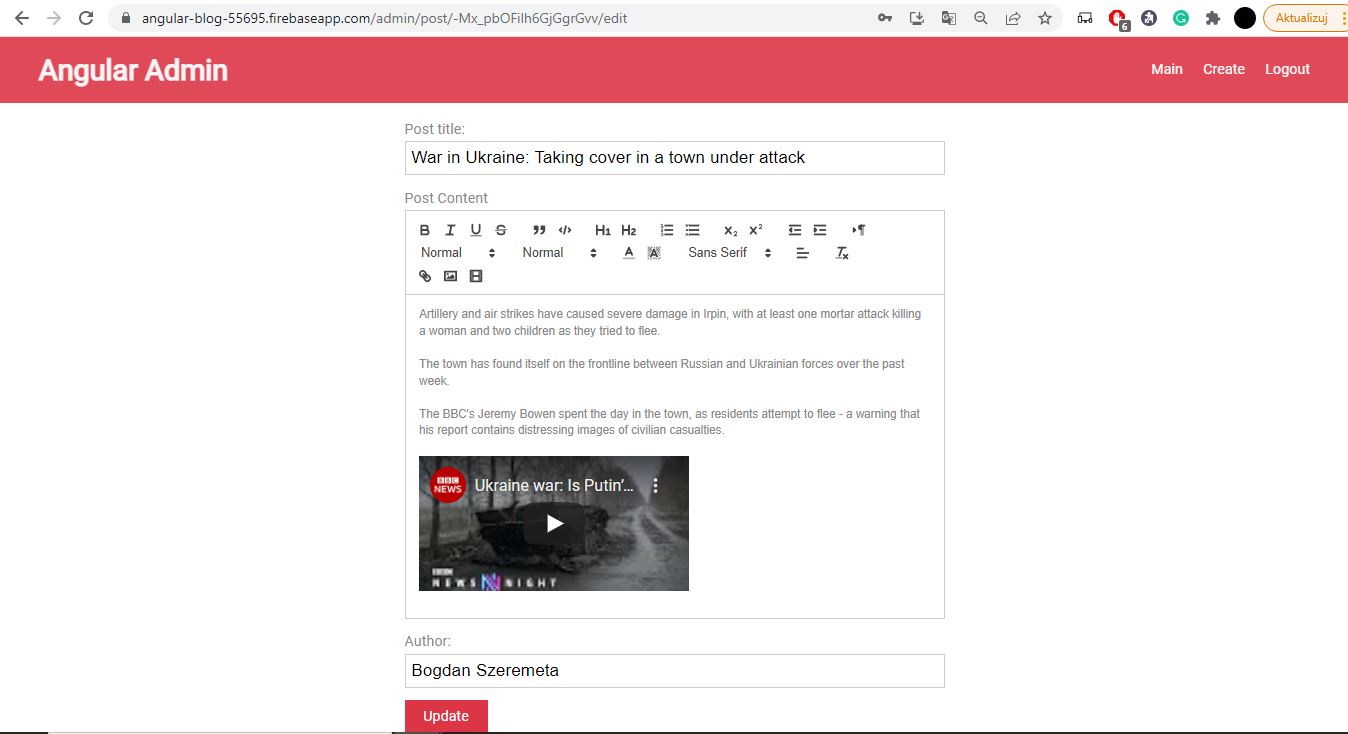 angular-blog-55695.firebaseapp.com/admin/post/-Mx_pbOFilh6GjGgrGvv/edit
6
Aktualizuj
Angular Admin
Main Create Logout
Post title:
War in Ukraine: Taking cover in a town under attack
Post Content
B I U S ” </> H1 H2 X₂ X²
Normal Normal A A Sans Serif Tx
Artillery and air strikes have caused severe damage in Irpin, with at least one mortar attack killing
a woman and two children as they tried to flee.
The town has found itself on the frontline between Russian and Ukrainian forces over the past
week.
The BBC's Jeremy Bowen spent the day in the town, as residents attempt to flee - a warning that
his report contains distressing images of civilian casualties.
BBC
NEWS
Ukraine war: Is Putin’...
BBC
NEWSNIGHT
Author:
Bogdan Szeremeta
Update